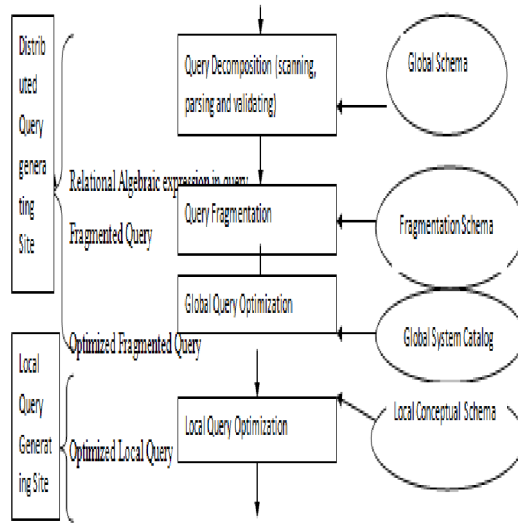 Distrib
uted
Query
genera
ting
Site
Query Decomposition (scanning,
parsing and validating)
Global Schema
Relational Algebraic expression in query
Query Fragmentation
Fragmentation Schema
Fragmented Query
Global Query Optimization
Global System Catalog
Optimized Fragmented Query
Local
Query
Generat
ing Site
Local Query Optimization
Local Conceptual Schema
Optimized Local Query